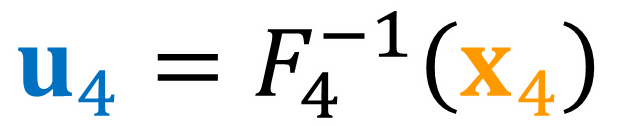 u₄ = F₄⁻¹(x₄)